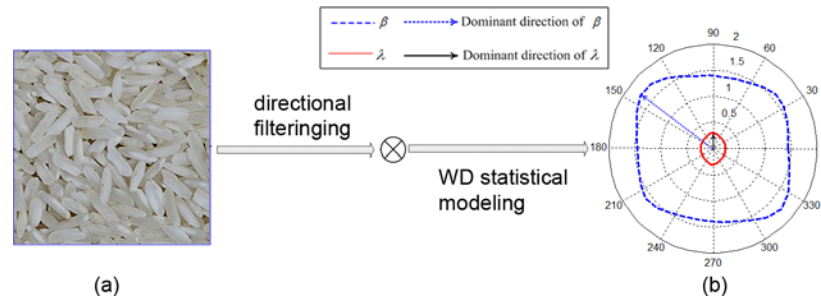 β Dominant direction of β
λ Dominant direction of λ
directional
filteringing
WD statistical
modeling
90 2
120 60
1.5
150 1 30
0.5
180
210 330
240 300
270
(a) (b)